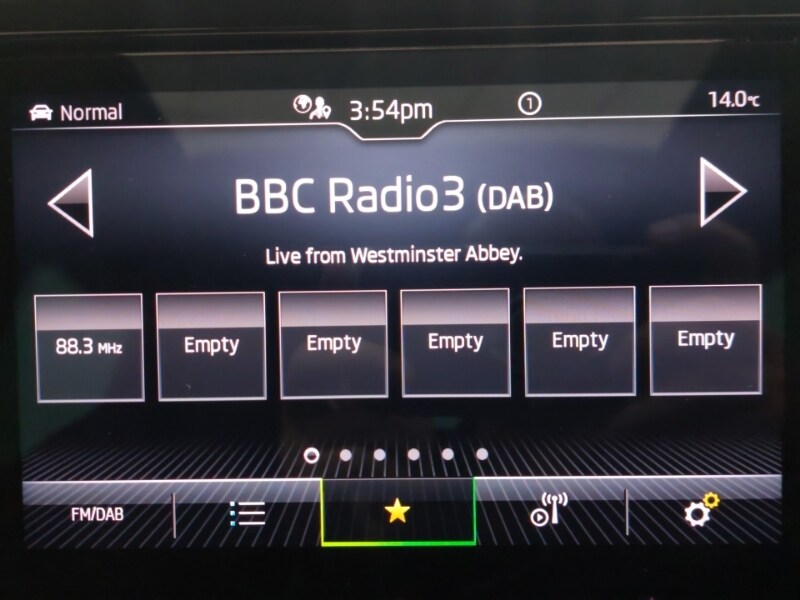 Normal
3:54pm
1
14.0°C
BBC Radio3 (DAB)
Live from Westminster Abbey.
88.3 MHz
Empty
Empty
Empty
Empty
Empty
FM/DAB